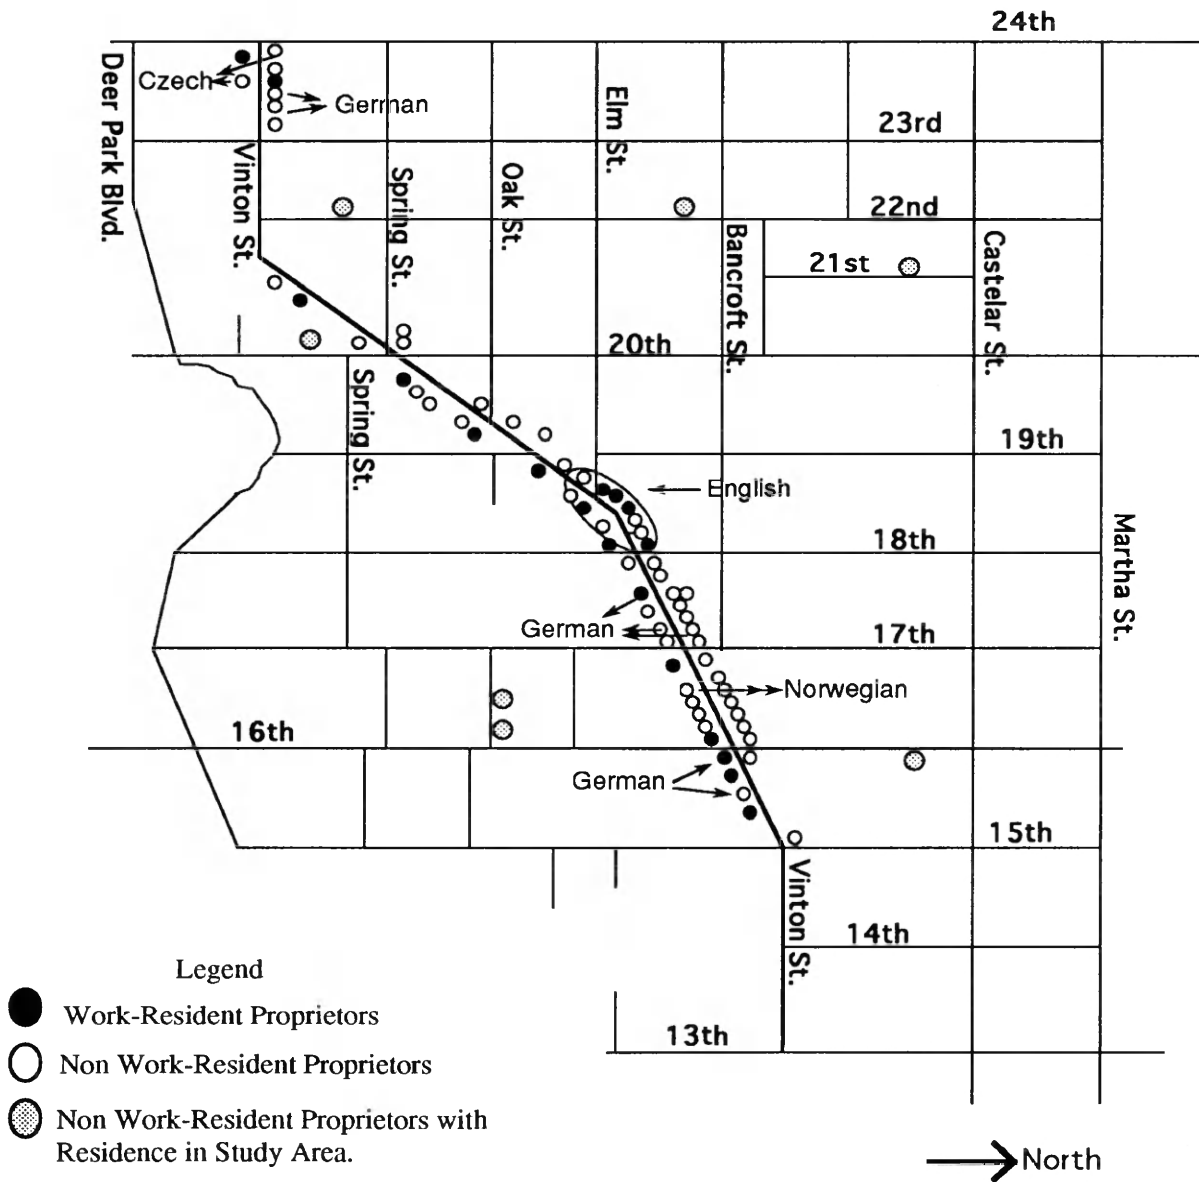 24th
Deer Park Blvd.
Czech
German
Elm St.
23rd
Vinton St.
Spring St.
Oak St.
22nd
Bancroft St.
21st
Castelar St.
20th
Spring St.
19th
English
18th
Martha St.
German
17th
Norwegian
16th
German
15th
Vinton St.
14th
13th
Legend
Work-Resident Proprietors
Non Work-Resident Proprietors
Non Work-Resident Proprietors with
Residence in Study Area.
North